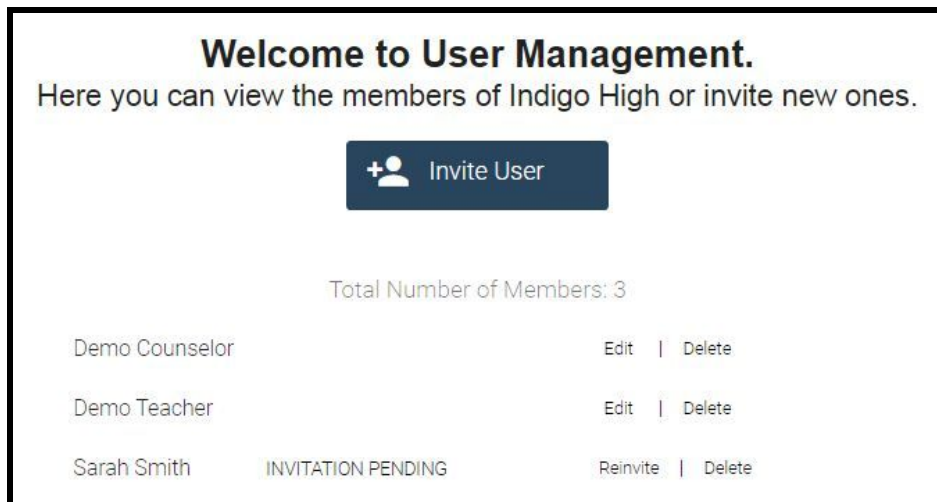 Welcome to User Management.
Here you can view the members of Indigo High or invite new ones.
Invite User
Total Number of Members: 3
Demo Counselor Edit | Delete
Demo Teacher Edit | Delete
Sarah Smith INVITATION PENDING Reinvite | Delete